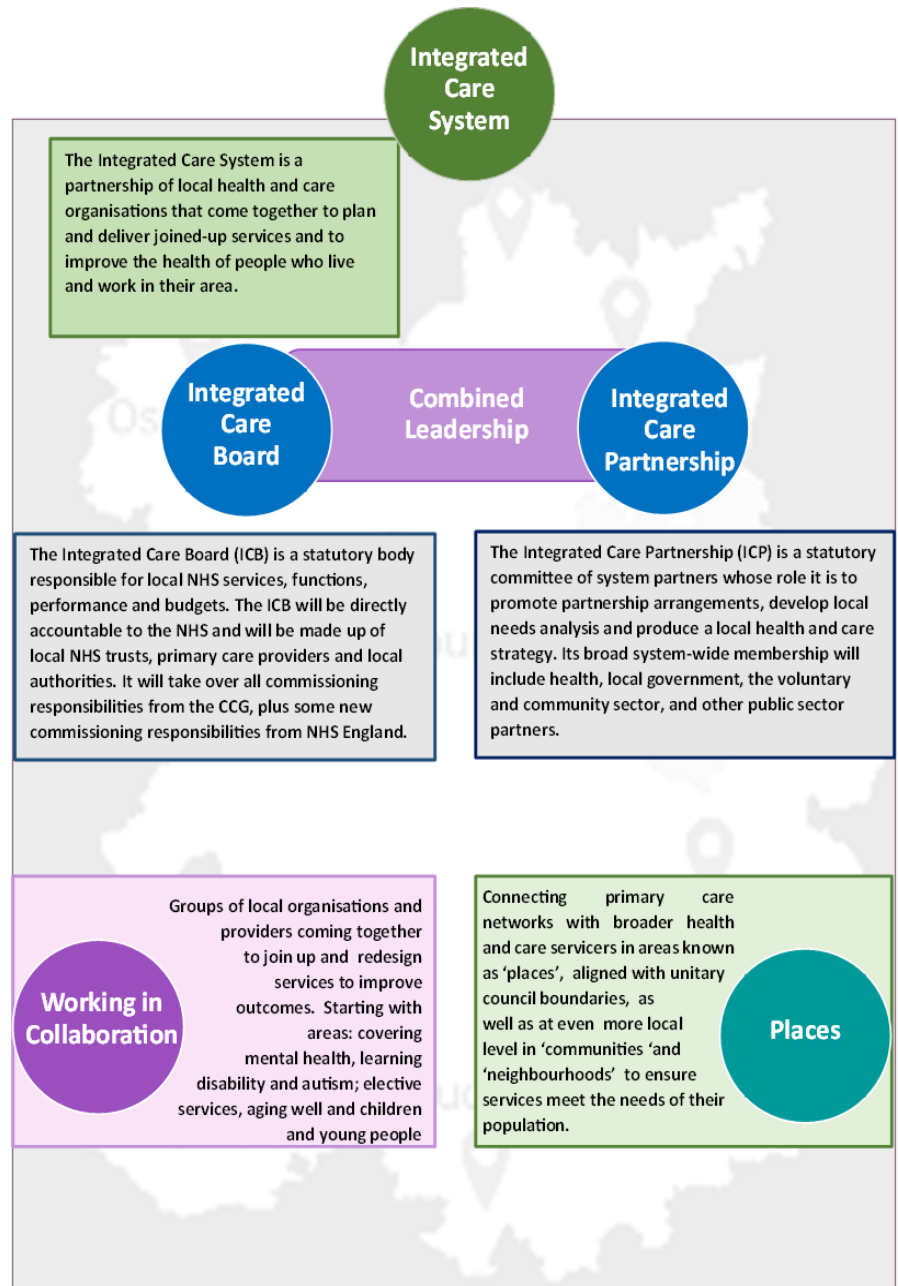 Integrated
Care
System
The Integrated Care System is a
partnership of local health and care
organisations that come together to plan
and deliver joined-up services and to
improve the health of people who live
and work in their area.
Integrated
Care
Board
Combined
Leadership
Integrated
Care
Partnership
The Integrated Care Board (ICB) is a statutory body
responsible for local NHS services, functions,
performance and budgets. The ICB will be directly
accountable to the NHS and will be made up of
local NHS trusts, primary care providers and local
authorities. It will take over all commissioning
responsibilities from the CCG, plus some new
commissioning responsibilities from NHS England.
The Integrated Care Partnership (ICP) is a statutory
committee of system partners whose role it is to
promote partnership arrangements, develop local
needs analysis and produce a local health and care
strategy. Its broad system-wide membership will
include health, local government, the voluntary
and community sector, and other public sector
partners.
Working in
Collaboration
Groups of local organisations and
providers coming together
to join up and redesign
services to improve
outcomes. Starting with
areas: covering
mental health, learning
disability and autism; elective
services, aging well and children
and young people
Connecting primary care
networks with broader health
and care servicers in areas known
as ‘places’, aligned with unitary
council boundaries, as
well as at even more local
level in ‘communities ‘and
‘neighbourhoods’ to ensure
services meet the needs of their
population.
Places